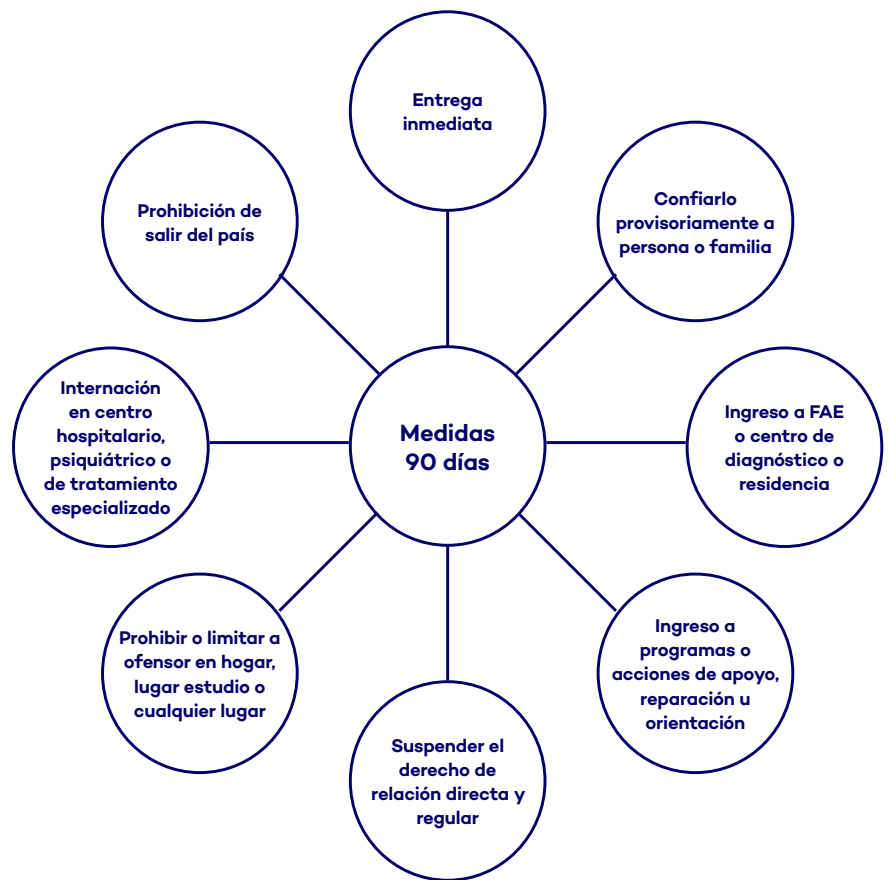 Medidas
90 días
Entrega
inmediata
Confiarlo
provisoriamente a
persona o familia
Ingreso a FAE
o centro de
diagnóstico o
residencia
Ingreso a
programas o
acciones de apoyo,
reparación u
orientación
Suspender el
derecho de
relación directa y
regular
Prohibir o limitar a
ofensor en hogar,
lugar estudio o
cualquier lugar
Internación
en centro
hospitalario,
psiquiátrico o
de tratamiento
especializado
Prohibición de
salir del país